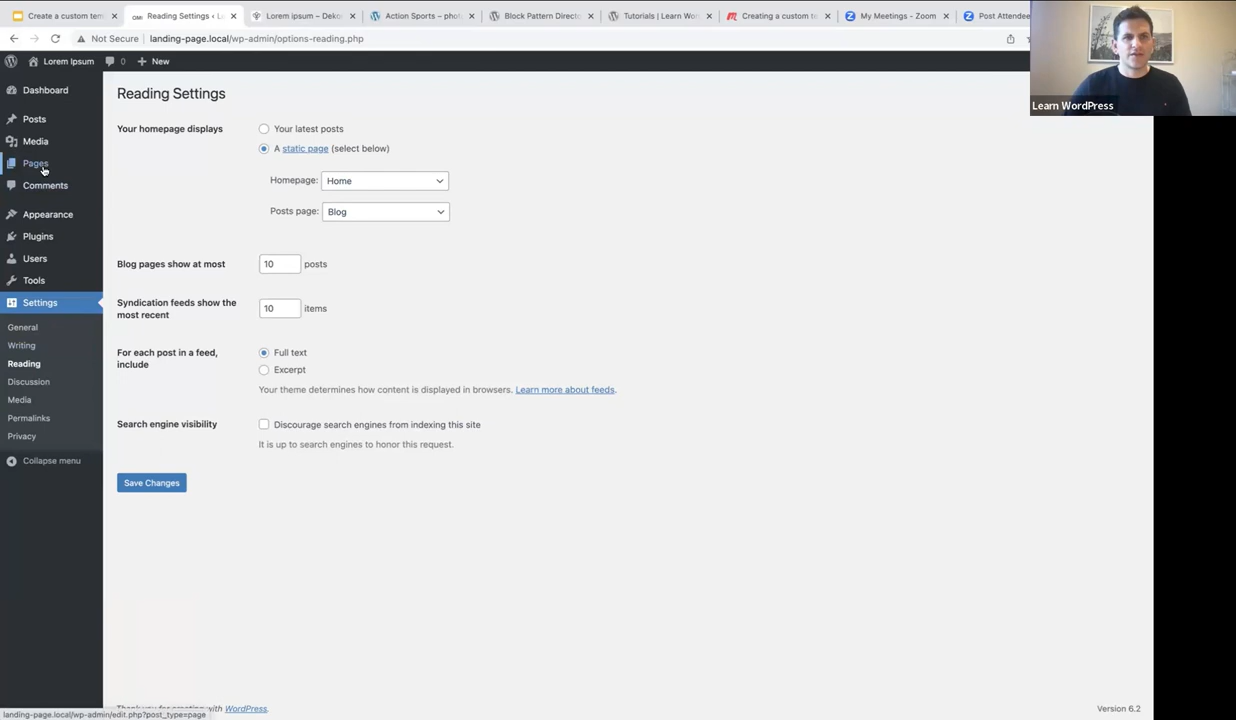 Create a custom tem
Reading Settings ‹ L
Lorem ipsum – Deko
Action Sports – phot
Block Pattern Direct
Tutorials | Learn Wor
Creating a custom te
My Meetings - Zoom
Post Attendee
Not Secure
landing-page.local/wp-admin/options-reading.php
Lorem Ipsum
0
New
Learn WordPress
Dashboard
Posts
Media
Pages
Comments
Appearance
Plugins
Users
Tools
Settings
General
Writing
Reading
Discussion
Media
Permalinks
Privacy
Collapse menu
Reading Settings
Your homepage displays
Your latest posts
A static page (select below)
Homepage: Home
Posts page: Blog
Blog pages show at most
10 posts
Syndication feeds show the
most recent
10 items
For each post in a feed,
include
Full text
Excerpt
Your theme determines how content is displayed in browsers. Learn more about feeds.
Search engine visibility
Discourage search engines from indexing this site
It is up to search engines to honor this request.
Save Changes
WordPress.
Version 6.2
landing-page.local/wp-admin/edit.php?post_type=page